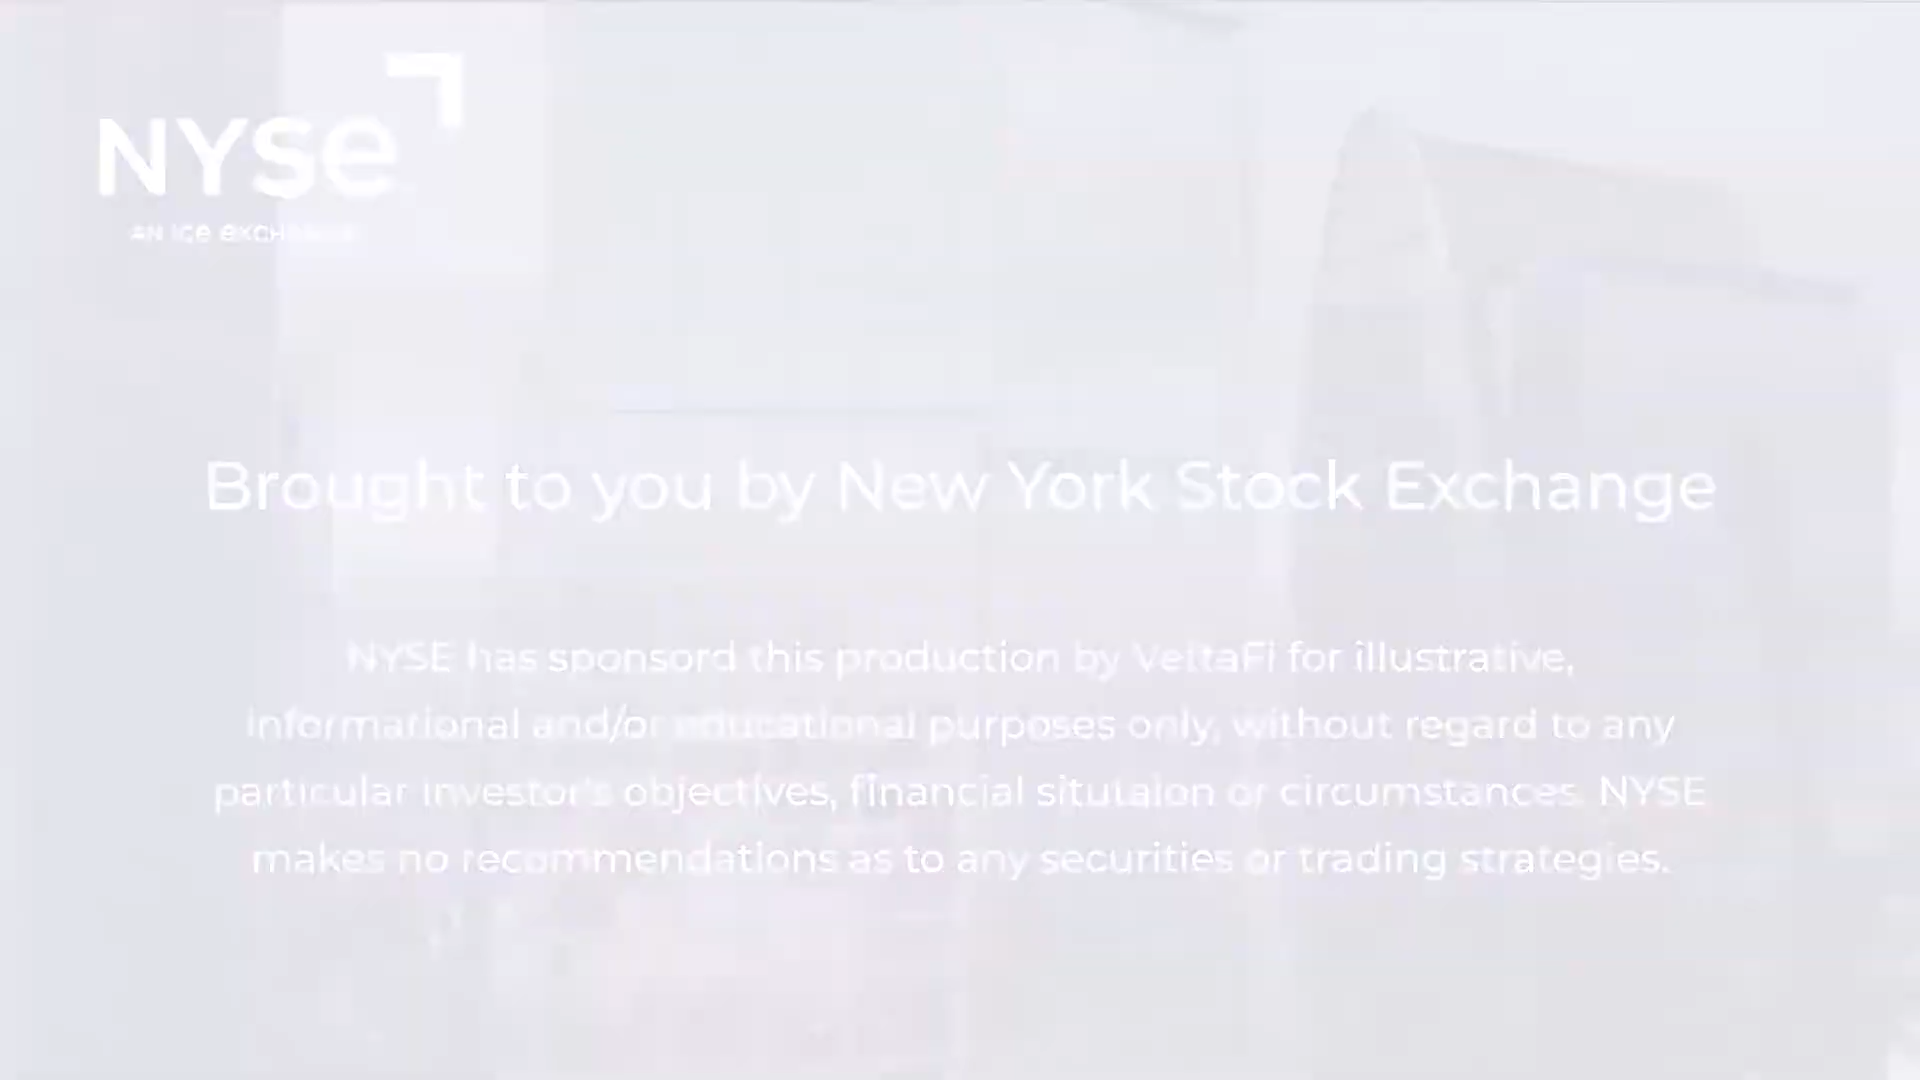 NYSE
AN ICE EXCHANGE
Brought to you by New York Stock Exchange
NYSE has sponsord this production by VettaFi for illustrative,
informational and/or educational purposes only, without regard to any
particular investor's objectives, financial situtaion or circumstances. NYSE
makes no recommendations as to any securities or trading strategies.